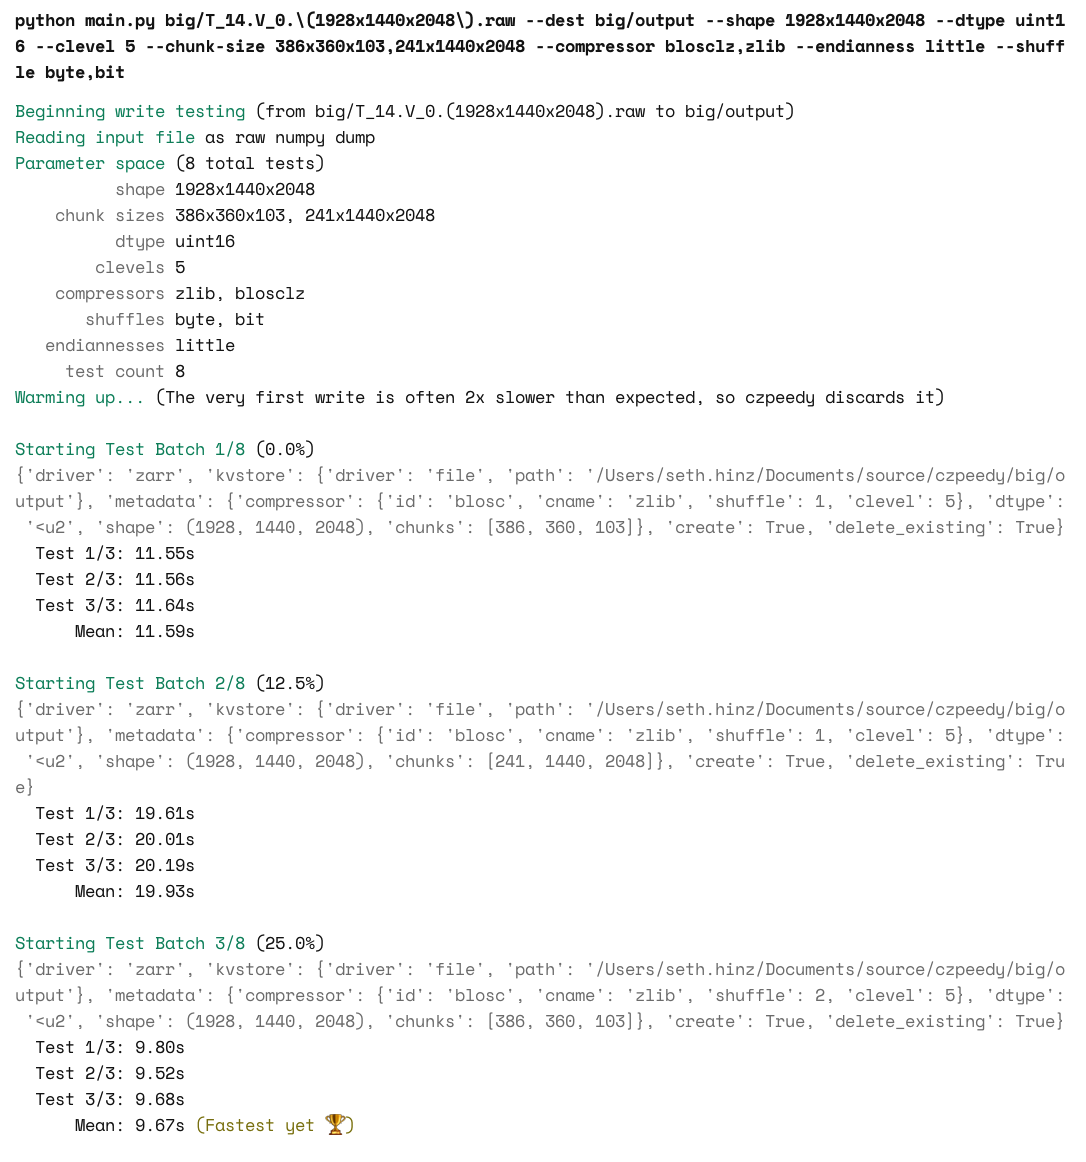 python main.py big/T_14.V_0.\(1928x1440x2048\).raw --dest big/output --shape 1928x1440x2048 --dtype uint1
6 --clevel 5 --chunk-size 386x360x103,241x1440x2048 --compressor blosclz,zlib --endianness little --shuff
le byte,bit
Beginning write testing (from big/T_14.V_0.(1928x1440x2048).raw to big/output)
Reading input file as raw numpy dump
Parameter space (8 total tests)
shape 1928x1440x2048
chunk sizes 386x360x103, 241x1440x2048
dtype uint16
clevels 5
compressors zlib, blosclz
shuffles byte, bit
endiannesses little
test count 8
Warming up... (The very first write is often 2x slower than expected, so czpeedy discards it)
Starting Test Batch 1/8 (0.0%)
{'driver': 'zarr', 'kvstore': {'driver': 'file', 'path': '/Users/seth.hinz/Documents/source/czpeedy/big/o
utput'}, 'metadata': {'compressor': {'id': 'blosc', 'cname': 'zlib', 'shuffle': 1, 'clevel': 5}, 'dtype':
'<u2', 'shape': (1928, 1440, 2048), 'chunks': [386, 360, 103]}, 'create': True, 'delete_existing': True}
Test 1/3: 11.55s
Test 2/3: 11.56s
Test 3/3: 11.64s
Mean: 11.59s
Starting Test Batch 2/8 (12.5%)
{'driver': 'zarr', 'kvstore': {'driver': 'file', 'path': '/Users/seth.hinz/Documents/source/czpeedy/big/o
utput'}, 'metadata': {'compressor': {'id': 'blosc', 'cname': 'zlib', 'shuffle': 1, 'clevel': 5}, 'dtype':
'<u2', 'shape': (1928, 1440, 2048), 'chunks': [241, 1440, 2048]}, 'create': True, 'delete_existing': Tru
e}
Test 1/3: 19.61s
Test 2/3: 20.01s
Test 3/3: 20.19s
Mean: 19.93s
Starting Test Batch 3/8 (25.0%)
{'driver': 'zarr', 'kvstore': {'driver': 'file', 'path': '/Users/seth.hinz/Documents/source/czpeedy/big/o
utput'}, 'metadata': {'compressor': {'id': 'blosc', 'cname': 'zlib', 'shuffle': 2, 'clevel': 5}, 'dtype':
'<u2', 'shape': (1928, 1440, 2048), 'chunks': [386, 360, 103]}, 'create': True, 'delete_existing': True}
Test 1/3: 9.80s
Test 2/3: 9.52s
Test 3/3: 9.68s
Mean: 9.67s (Fastest yet 🏆)